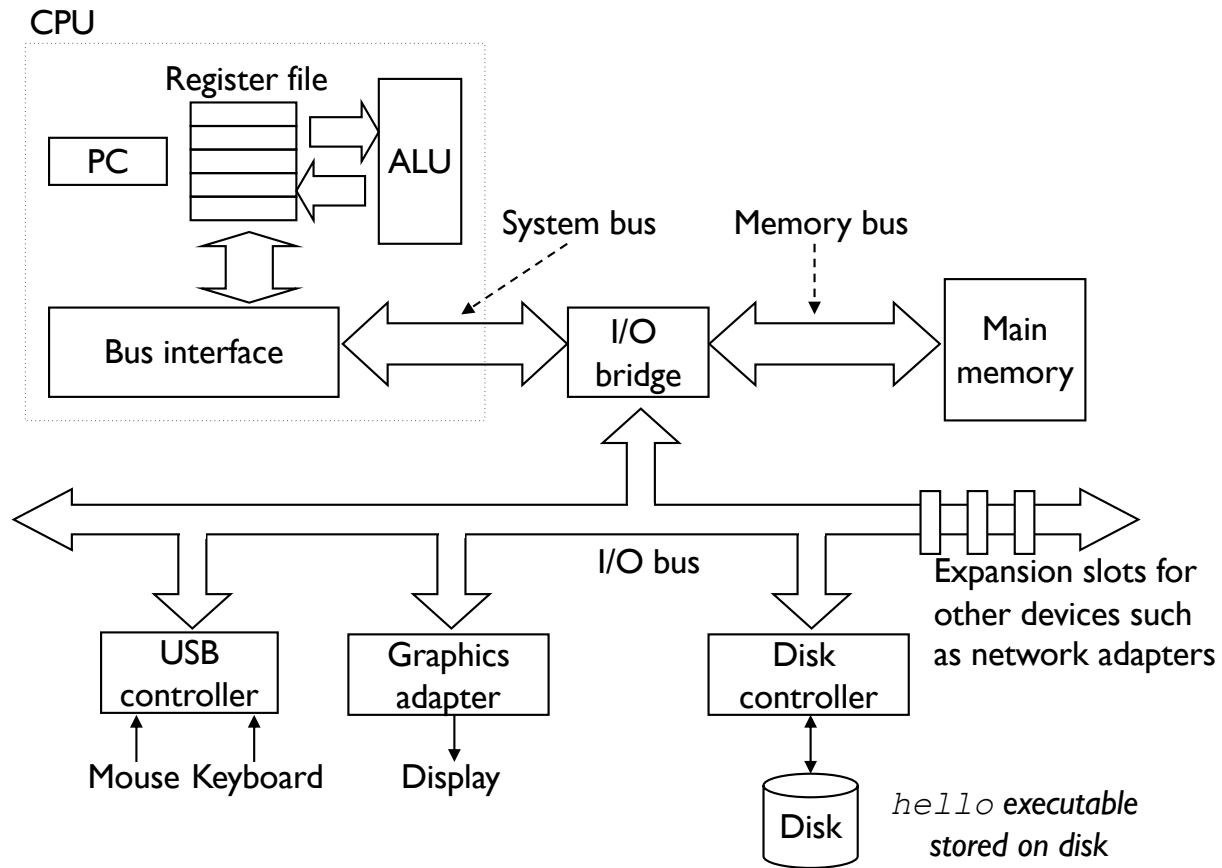 CPU
Register file
PC
ALU
System bus
Memory bus
Bus interface
I/O
bridge
Main
memory
I/O bus
Expansion slots for
other devices such
as network adapters
USB
controller
Graphics
adapter
Disk
controller
Mouse
Keyboard
Display
Disk
hello executable
stored on disk